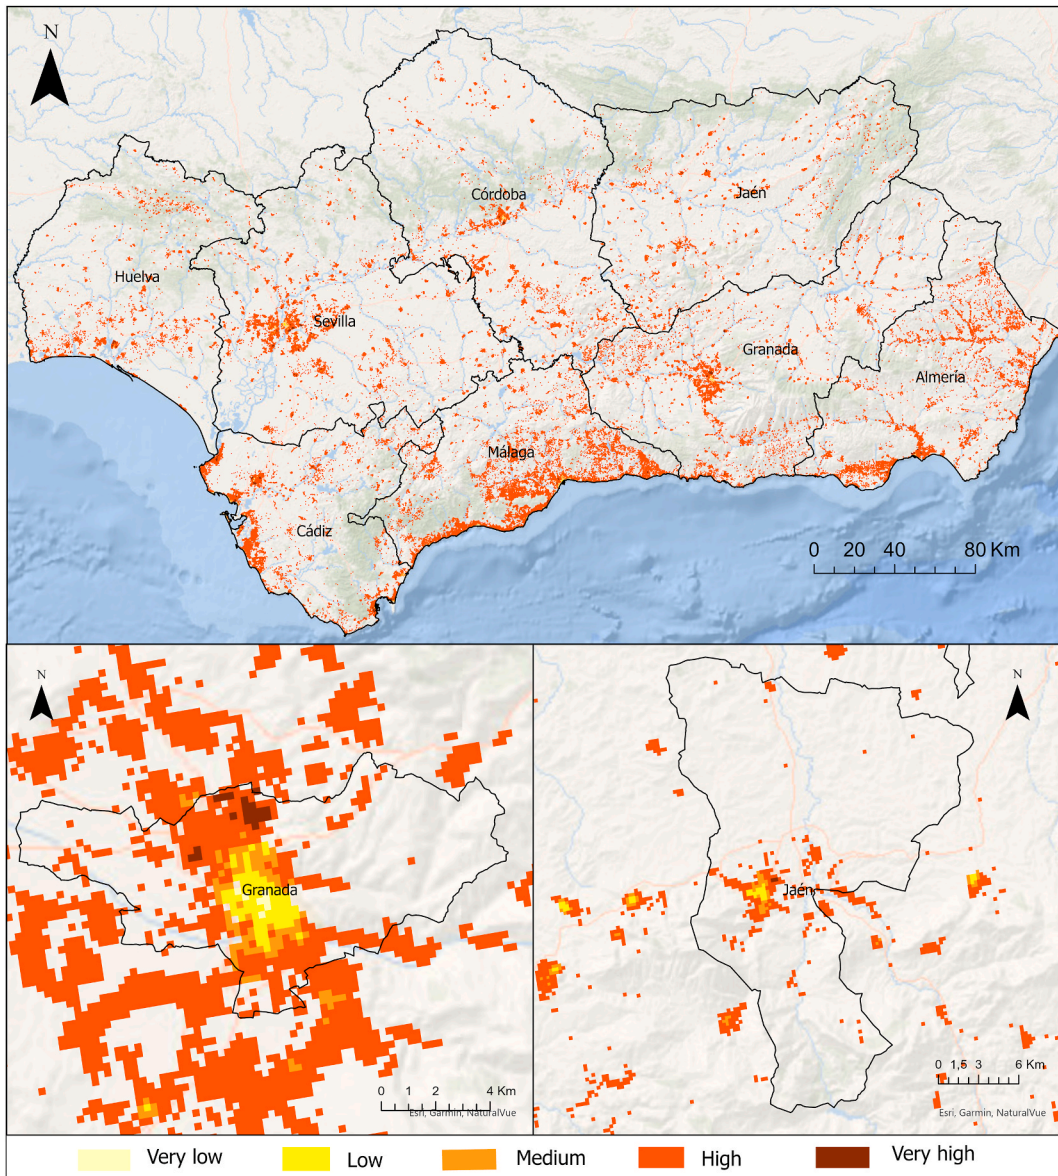 N
Córdoba
Jaén
Huelva
Sevilla
Granada
Almería
Málaga
Cádiz
0 20 40 80 Km
N
Granada
0 1 2 4 Km
Esri, Garmin, NaturalVue
N
Jaén
0 1,5 3 6 Km
Esri, Garmin, NaturalVue
Very low Low Medium High Very high